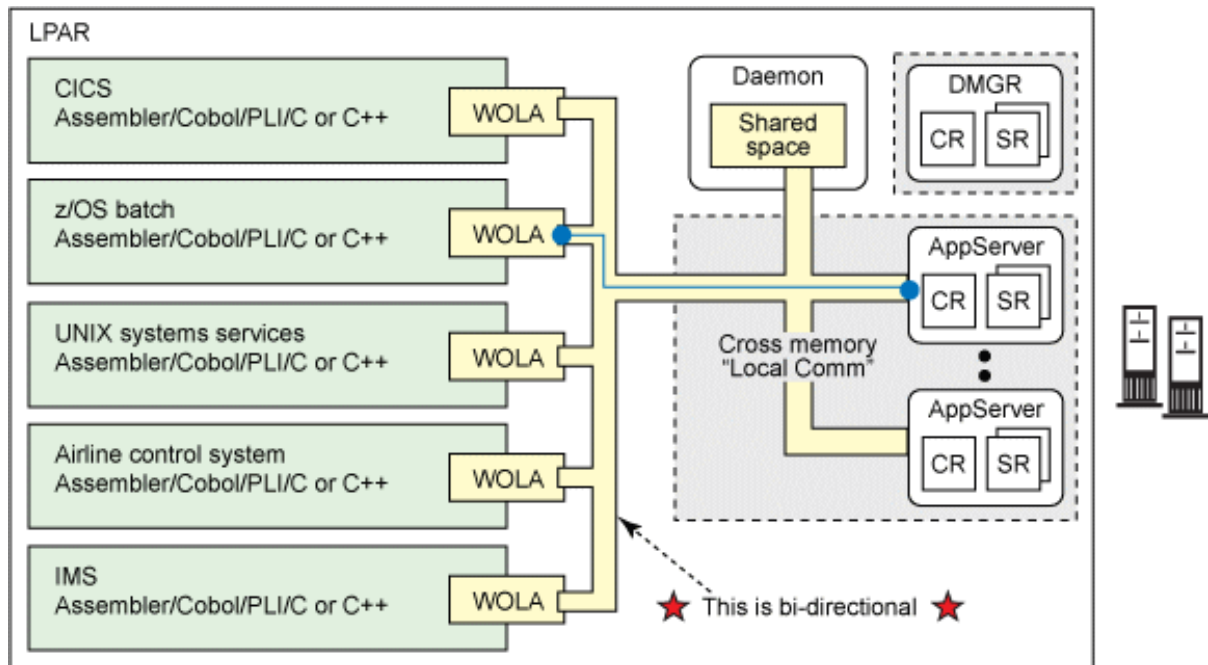 LPAR
CICS
Assembler/Cobol/PLI/C or C++
WOLA
z/OS batch
Assembler/Cobol/PLI/C or C++
WOLA
UNIX systems services
Assembler/Cobol/PLI/C or C++
WOLA
Airline control system
Assembler/Cobol/PLI/C or C++
WOLA
IMS
Assembler/Cobol/PLI/C or C++
WOLA
Daemon
Shared
space
DMGR
CR
SR
AppServer
CR
SR
Cross memory
“Local Comm”
AppServer
CR
SR
This is bi-directional